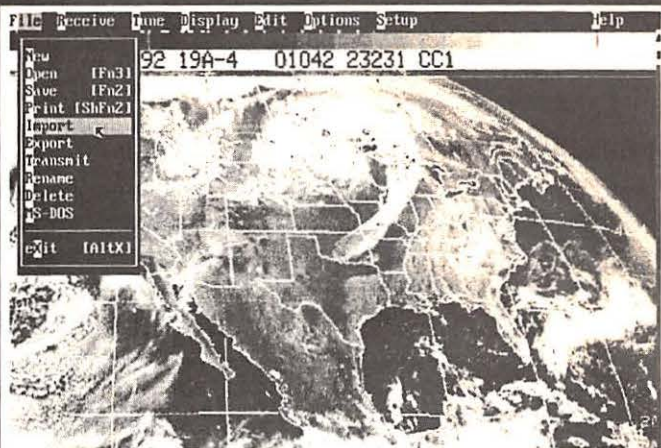 File Receive Tune Display Edit Options Setup Help
92 19A-4 01042 23231 CC1
New
Open [Fn3]
Save [Fn2]
Print [ShFn2]
Import
Export
Transmit
Rename
Delete
MS-DOS
eXit [AltX]